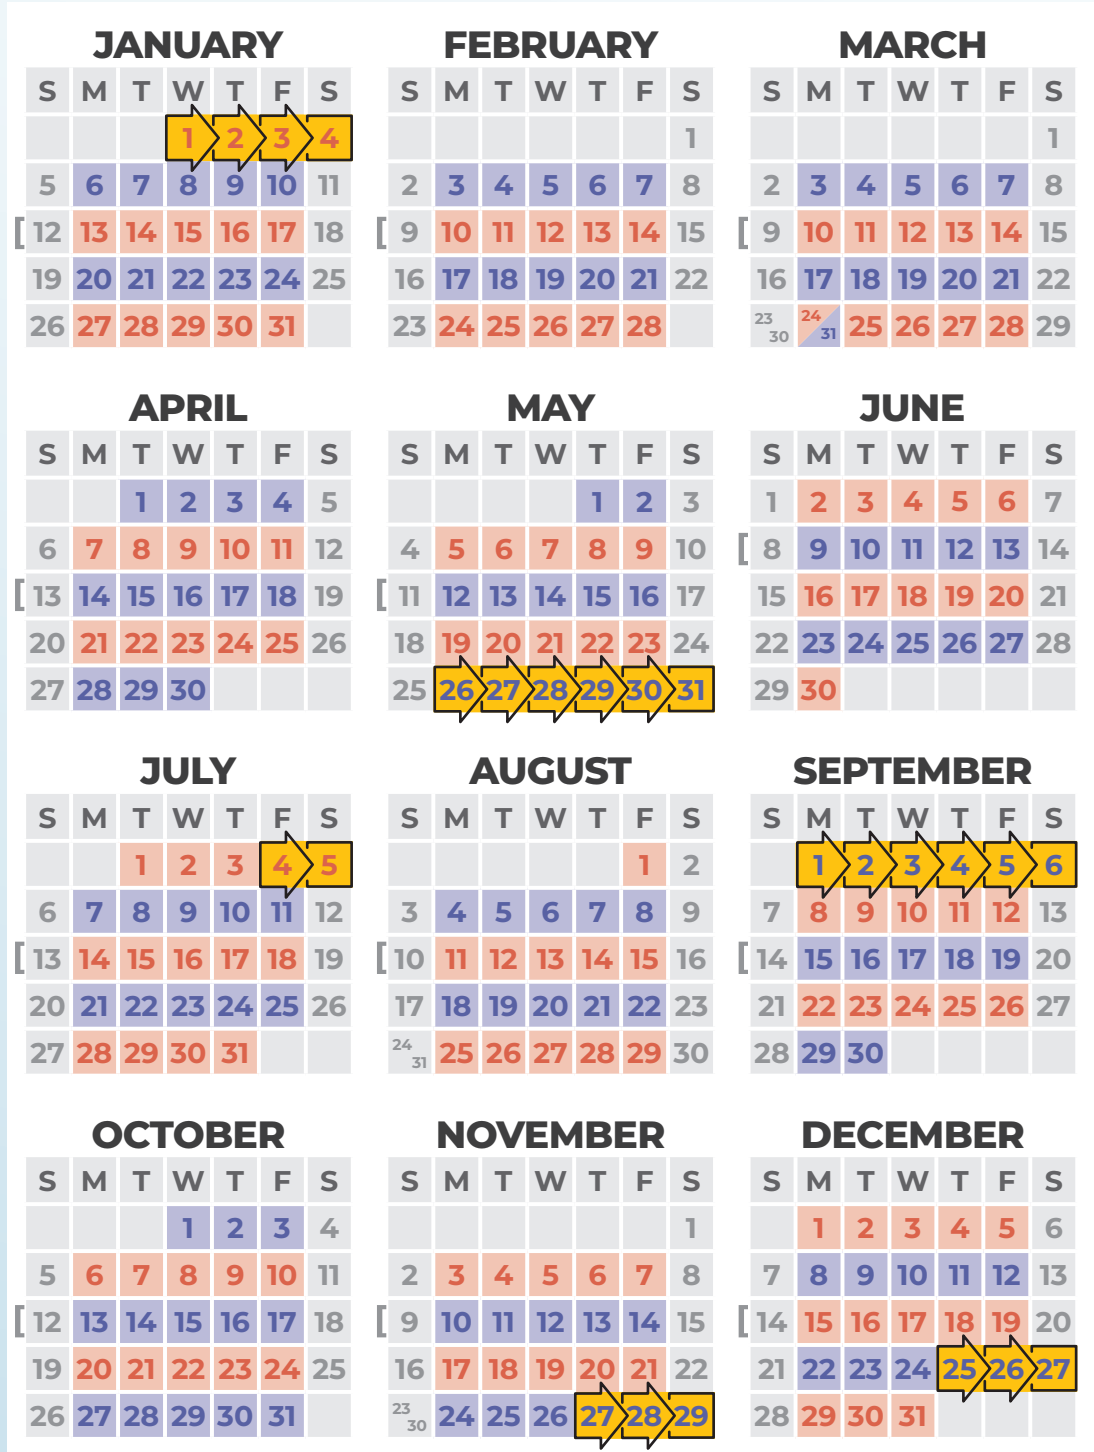 JANUARY FEBRUARY MARCH
S M T W T F S S M T W T F S S M T W T F S
1 2 3 4 1 1
5 6 7 8 9 10 11 2 3 4 5 6 7 8 2 3 4 5 6 7 8
[ 12 13 14 15 16 17 18 [ 9 10 11 12 13 14 15 [ 9 10 11 12 13 14 15
19 20 21 22 23 24 25 16 17 18 19 20 21 22 16 17 18 19 20 21 22
26 27 28 29 30 31 23 24 25 26 27 28 23 30 24 31 25 26 27 28 29
APRIL MAY JUNE
S M T W T F S S M T W T F S S M T W T F S
1 2 3 4 5 1 2 3 1 2 3 4 5 6 7
6 7 8 9 10 11 12 4 5 6 7 8 9 10 [ 8 9 10 11 12 13 14
[ 13 14 15 16 17 18 19 [ 11 12 13 14 15 16 17 15 16 17 18 19 20 21
20 21 22 23 24 25 26 18 19 20 21 22 23 24 22 23 24 25 26 27 28
27 28 29 30 25 26 27 28 29 30 31 29 30
JULY AUGUST SEPTEMBER
S M T W T F S S M T W T F S S M T W T F S
1 2 3 4 5 1 2 1 2 3 4 5 6
6 7 8 9 10 11 12 3 4 5 6 7 8 9 7 8 9 10 11 12 13
[ 13 14 15 16 17 18 19 [ 10 11 12 13 14 15 16 [ 14 15 16 17 18 19 20
20 21 22 23 24 25 26 17 18 19 20 21 22 23 21 22 23 24 25 26 27
27 28 29 30 31 24 31 25 26 27 28 29 30 28 29 30
OCTOBER NOVEMBER DECEMBER
S M T W T F S S M T W T F S S M T W T F S
1 2 3 4 1 1 2 3 4 5 6
5 6 7 8 9 10 11 2 3 4 5 6 7 8 7 8 9 10 11 12 13
[ 12 13 14 15 16 17 18 [ 9 10 11 12 13 14 15 [ 14 15 16 17 18 19 20
19 20 21 22 23 24 25 16 17 18 19 20 21 22 21 22 23 24 25 26 27
26 27 28 29 30 31 23 30 24 25 26 27 28 29 28 29 30 31